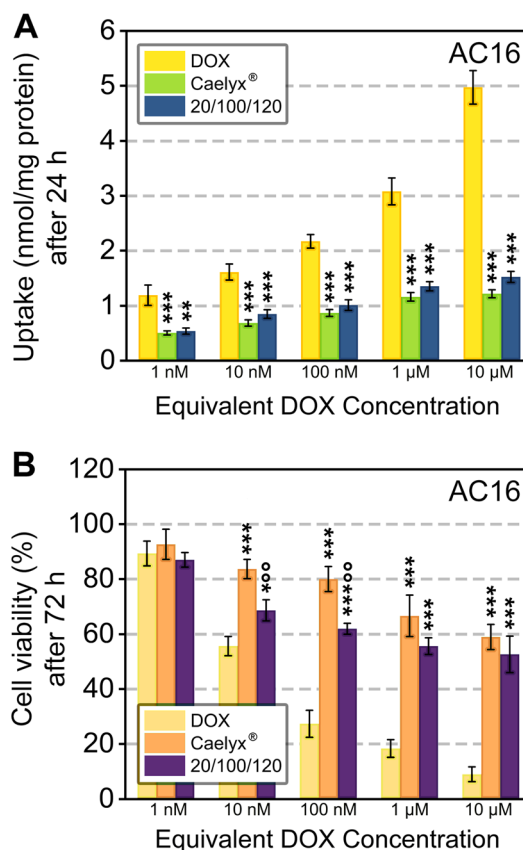 A
AC16
DOX
Caelyx®
20/100/120
Uptake (nmol/mg protein)
after 24 h
6
5
4
3
2
1
0
***
**
***
***
***
***
***
***
***
***
1 nM
10 nM
100 nM
1 µM
10 µM
Equivalent DOX Concentration
B
AC16
Cell viability (%)
after 72 h
120
100
80
60
40
20
0
***
*°°
***
***°°
***
***
***
***
DOX
Caelyx®
20/100/120
1 nM
10 nM
100 nM
1 µM
10 µM
Equivalent DOX Concentration